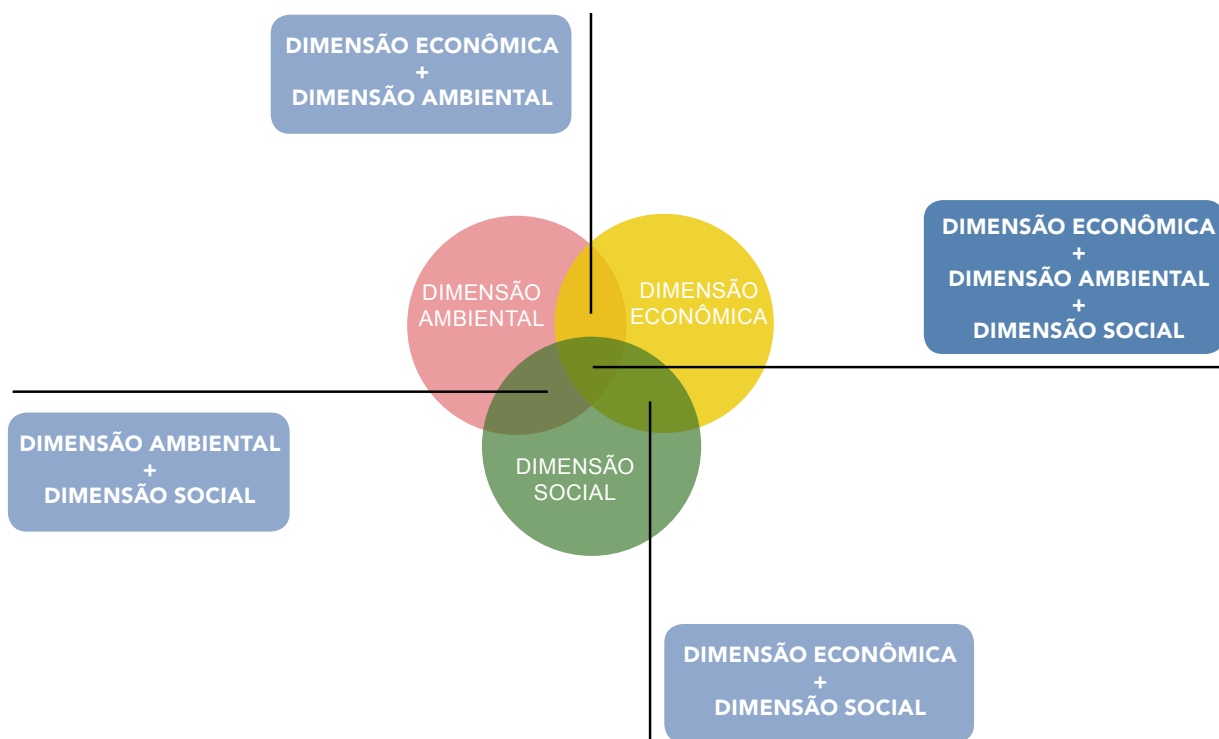 DIMENSÃO ECONÔMICA
+
DIMENSÃO AMBIENTAL
DIMENSÃO ECONÔMICA
+
DIMENSÃO AMBIENTAL
+
DIMENSÃO SOCIAL
DIMENSÃO
AMBIENTAL
DIMENSÃO
ECONÔMICA
DIMENSÃO AMBIENTAL
+
DIMENSÃO SOCIAL
DIMENSÃO
SOCIAL
DIMENSÃO ECONÔMICA
+
DIMENSÃO SOCIAL